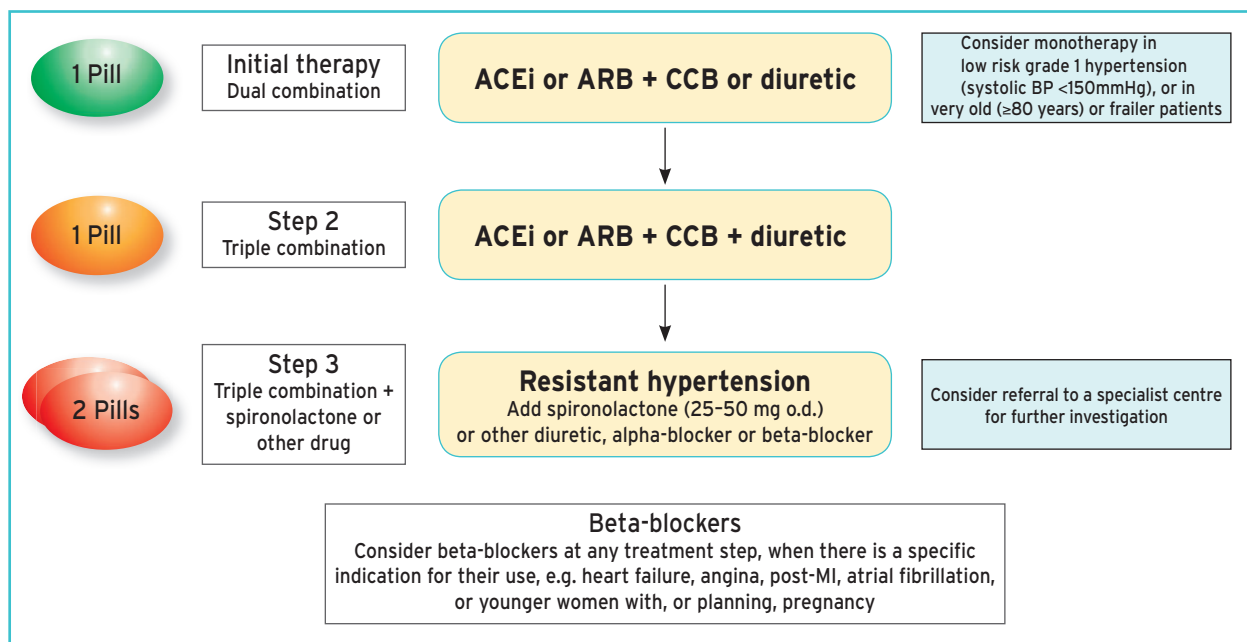 1 Pill
Initial therapy
Dual combination
ACEi or ARB + CCB or diuretic
Consider monotherapy in
low risk grade 1 hypertension
(systolic BP <150mmHg), or in
very old (≥80 years) or frailer patients
1 Pill
Step 2
Triple combination
ACEi or ARB + CCB + diuretic
2 Pills
Step 3
Triple combination +
spironolactone or
other drug
Resistant hypertension
Add spironolactone (25–50 mg o.d.)
or other diuretic, alpha-blocker or beta-blocker
Consider referral to a specialist centre
for further investigation
Beta-blockers
Consider beta-blockers at any treatment step, when there is a specific
indication for their use, e.g. heart failure, angina, post-MI, atrial fibrillation,
or younger women with, or planning, pregnancy